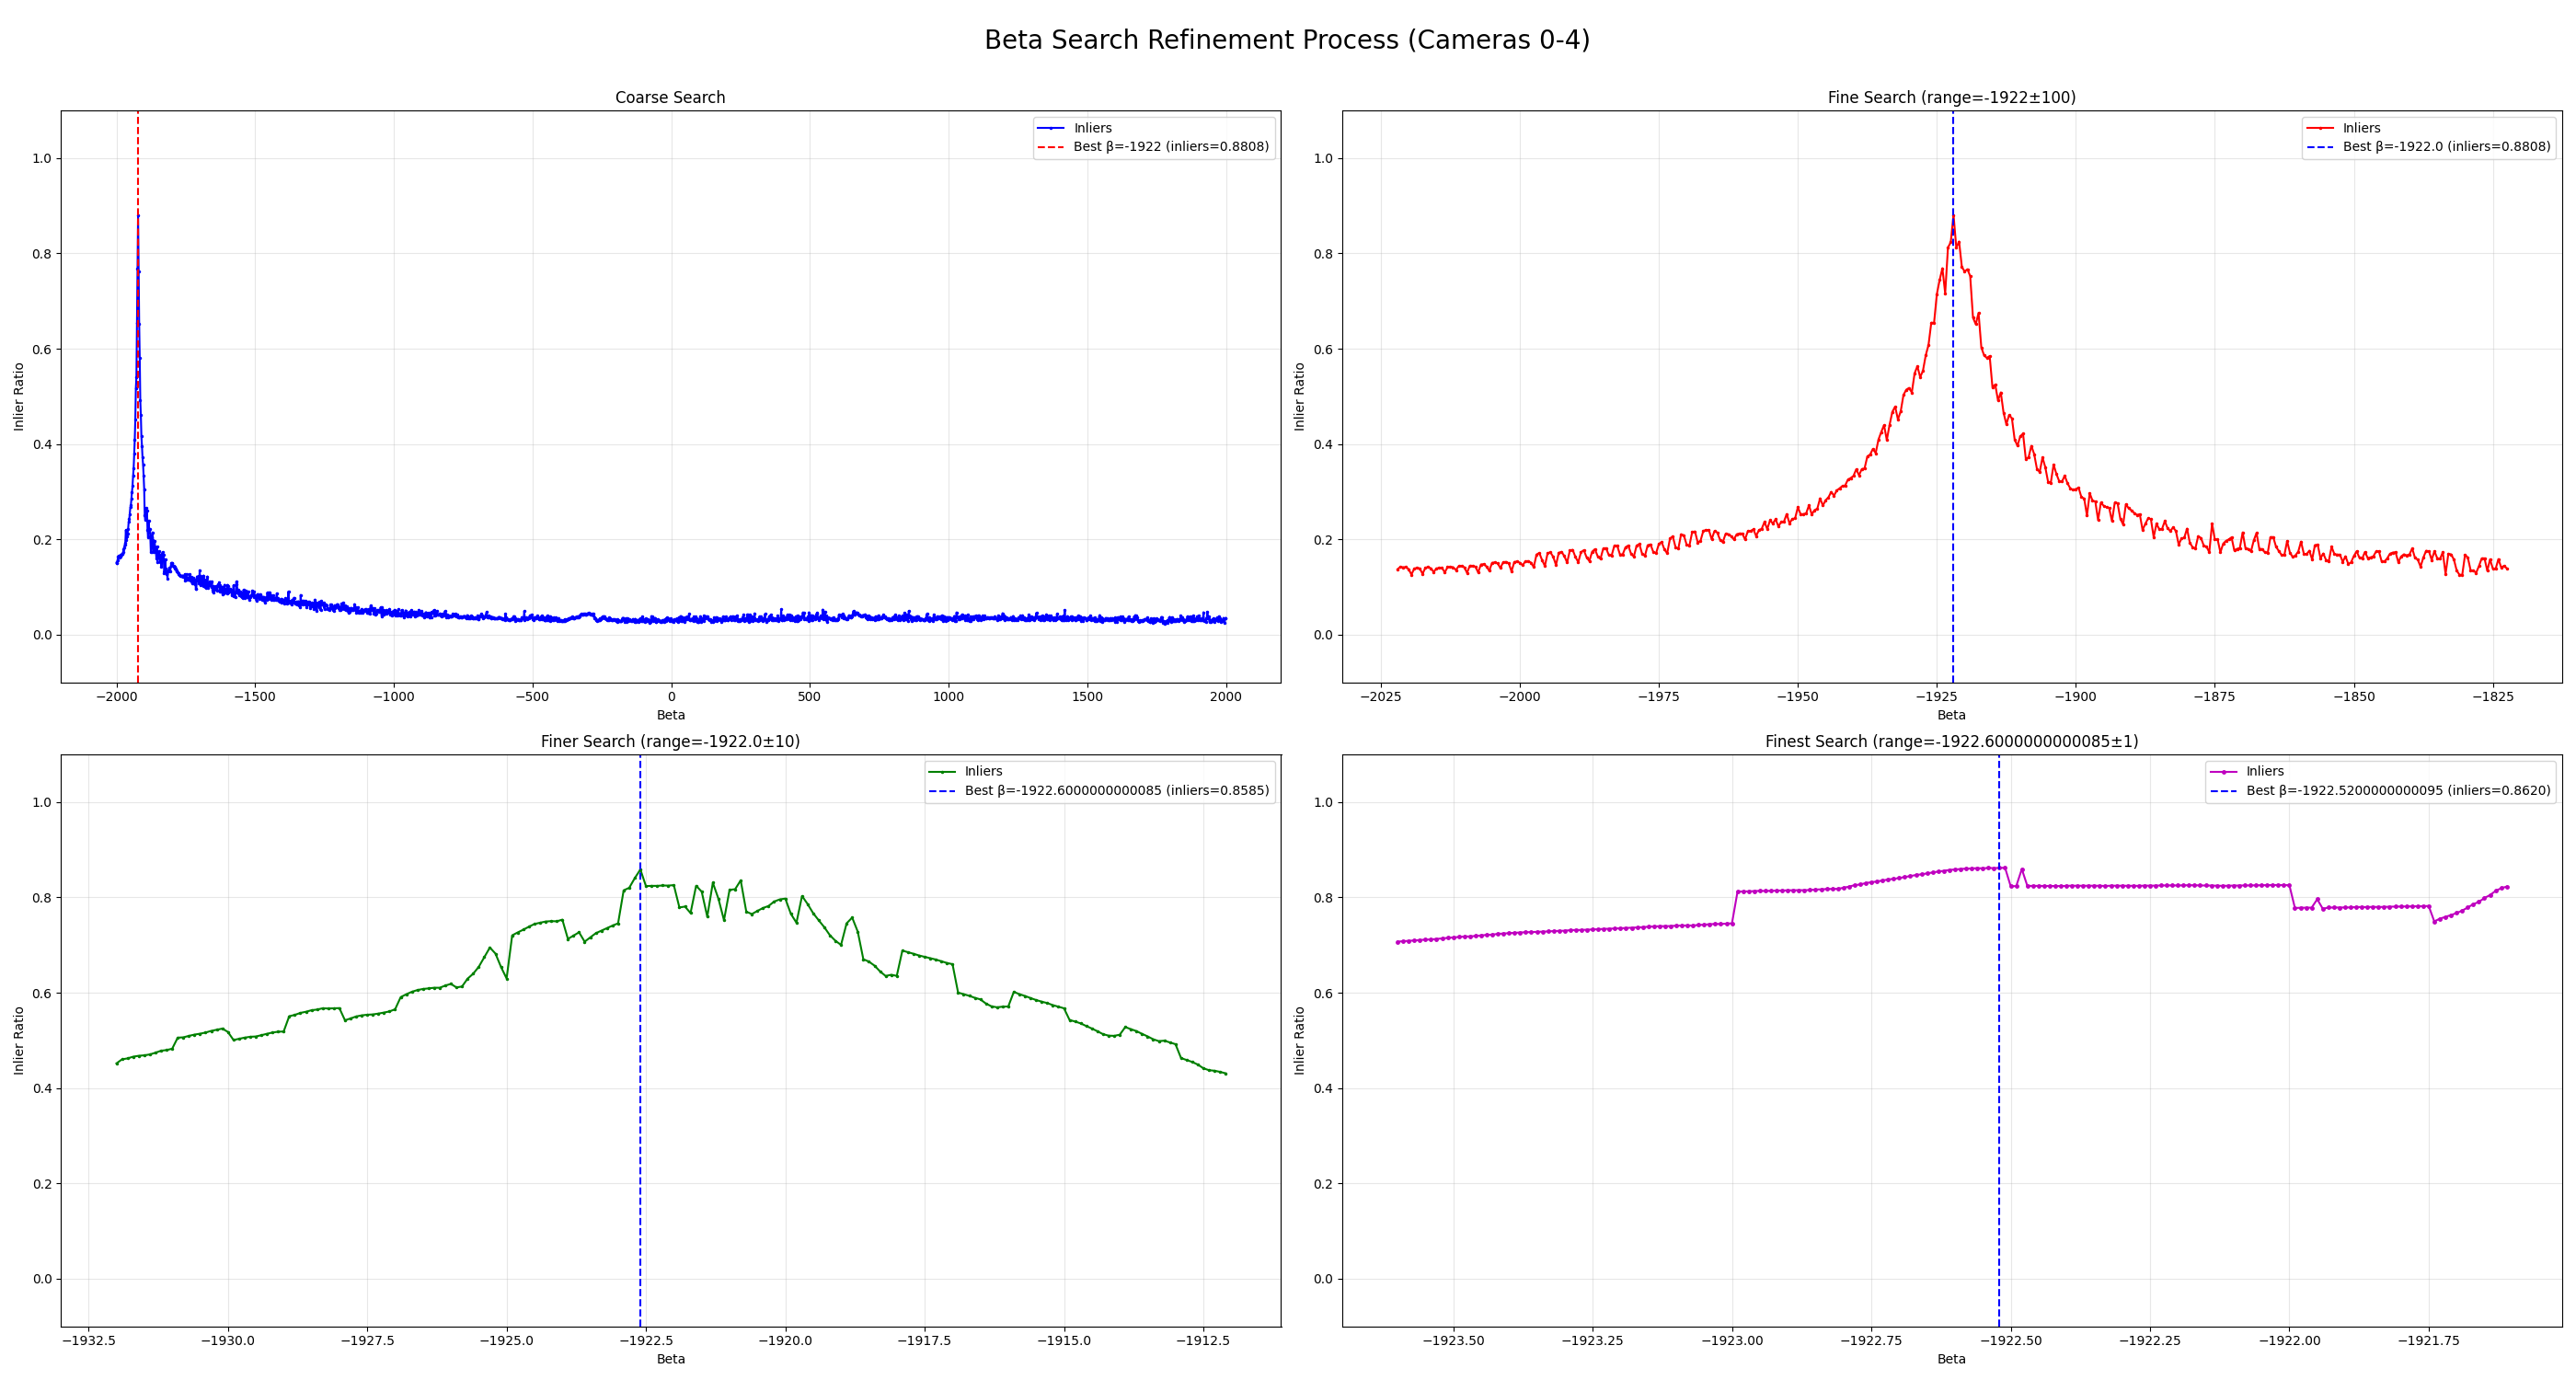 Beta Search Refinement Process (Cameras 0-4)
Coarse Search
Inliers
Best β=-1922 (inliers=0.8808)
1.0
0.8
0.6
0.4
0.2
0.0
Inlier Ratio
−2000 −1500 −1000 −500 0 500 1000 1500 2000
Beta
Fine Search (range=-1922±100)
Inliers
Best β=-1922.0 (inliers=0.8808)
1.0
0.8
0.6
0.4
0.2
0.0
Inlier Ratio
−2025 −2000 −1975 −1950 −1925 −1900 −1875 −1850 −1825
Beta
Finer Search (range=-1922.0±10)
Inliers
Best β=-1922.6000000000085 (inliers=0.8585)
1.0
0.8
0.6
0.4
0.2
0.0
Inlier Ratio
−1932.5 −1930.0 −1927.5 −1925.0 −1922.5 −1920.0 −1917.5 −1915.0 −1912.5
Beta
Finest Search (range=-1922.6000000000085±1)
Inliers
Best β=-1922.5200000000095 (inliers=0.8620)
1.0
0.8
0.6
0.4
0.2
0.0
Inlier Ratio
−1923.50 −1923.25 −1923.00 −1922.75 −1922.50 −1922.25 −1922.00 −1921.75
Beta